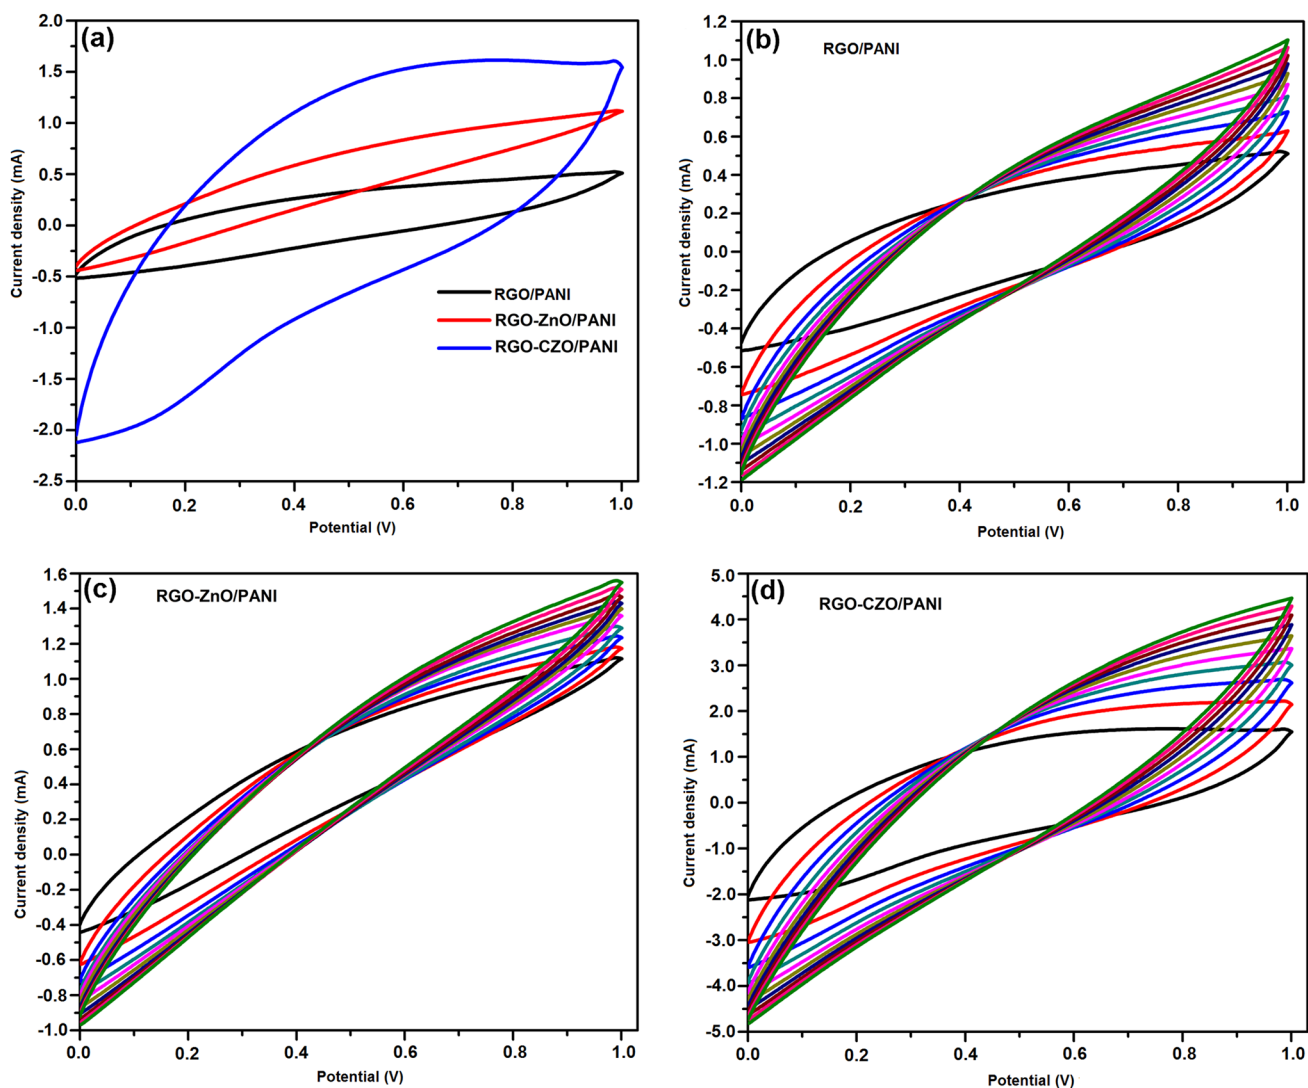 (a)
2.0
1.5
1.0
0.5
0.0
-0.5
-1.0
-1.5
-2.0
-2.5
Current density (mA)
RGO/PANI
RGO-ZnO/PANI
RGO-CZO/PANI
0.0 0.2 0.4 0.6 0.8 1.0
Potential (V)
(b)
RGO/PANI
1.2
1.0
0.8
0.6
0.4
0.2
0.0
-0.2
-0.4
-0.6
-0.8
-1.0
-1.2
Current density (mA)
0.0 0.2 0.4 0.6 0.8 1.0
Potential (V)
(c)
RGO-ZnO/PANI
1.6
1.4
1.2
1.0
0.8
0.6
0.4
0.2
0.0
-0.2
-0.4
-0.6
-0.8
-1.0
Current density (mA)
0.0 0.2 0.4 0.6 0.8 1.0
Potential (V)
(d)
RGO-CZO/PANI
5.0
4.0
3.0
2.0
1.0
0.0
-1.0
-2.0
-3.0
-4.0
-5.0
Current density (mA)
0.0 0.2 0.4 0.6 0.8 1.0
Potential (V)